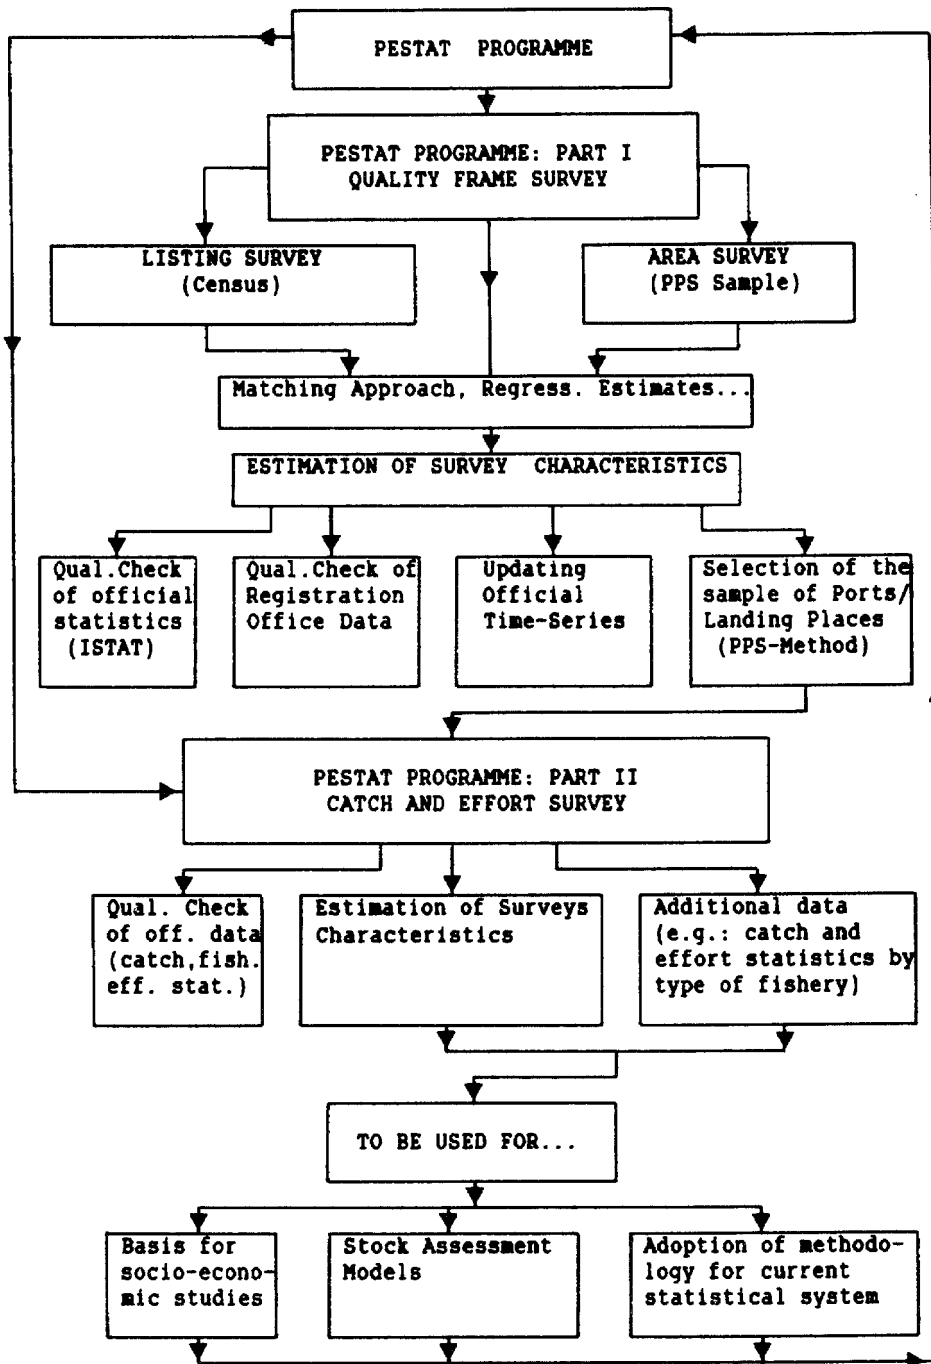 PESTAT PROGRAMME
PESTAT PROGRAMME: PART I
QUALITY FRAME SURVEY
LISTING SURVEY
(Census)
AREA SURVEY
(PPS Sample)
Matching Approach, Regress. Estimates...
ESTIMATION OF SURVEY CHARACTERISTICS
Qual.Check
of official
statistics
(ISTAT)
Qual.Check of
Registration
Office Data
Updating
Official
Time-Series
Selection of the
sample of Ports/
Landing Places
(PPS-Method)
PESTAT PROGRAMME: PART II
CATCH AND EFFORT SURVEY
Qual. Check
of off. data
(catch,fish.
eff. stat.)
Estimation of Surveys
Characteristics
Additional data
(e.g.: catch and
effort statistics by
type of fishery)
TO BE USED FOR...
Basis for
socio-econo-
mic studies
Stock Assessment
Models
Adoption of methodo-
logy for current
statistical system